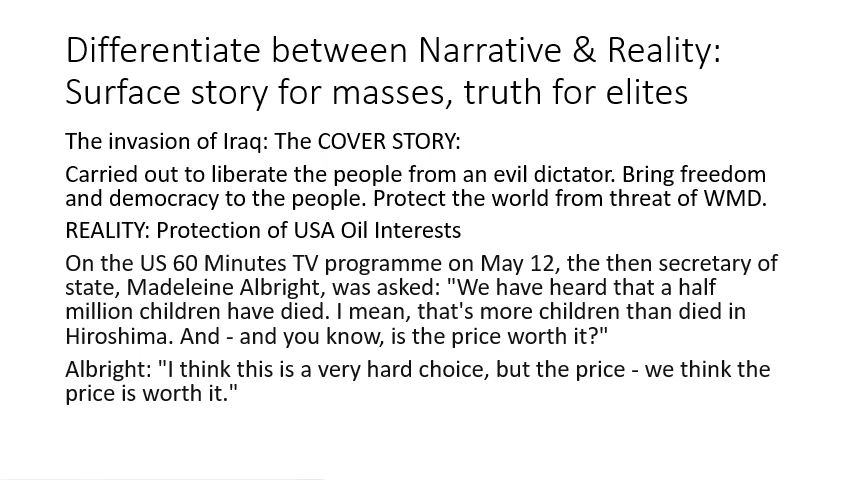 Differentiate between Narrative & Reality:
Surface story for masses, truth for elites
The invasion of Iraq: The COVER STORY:
Carried out to liberate the people from an evil dictator. Bring freedom
and democracy to the people. Protect the world from threat of WMD.
REALITY: Protection of USA Oil Interests
On the US 60 Minutes TV programme on May 12, the then secretary of
state, Madeleine Albright, was asked: "We have heard that a half
million children have died. I mean, that's more children than died in
Hiroshima. And - and you know, is the price worth it?"
Albright: "I think this is a very hard choice, but the price - we think the
price is worth it."